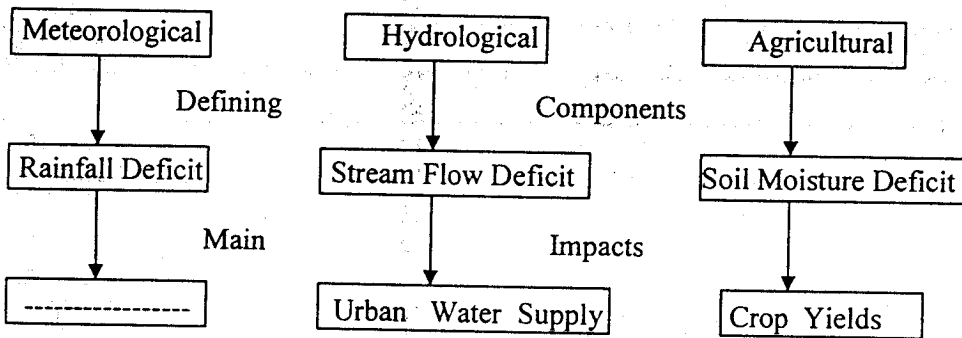 Meteorological Hydrological Agricultural
Defining Components
Rainfall Deficit Stream Flow Deficit Soil Moisture Deficit
Main Impacts
------------------ Urban Water Supply Crop Yields